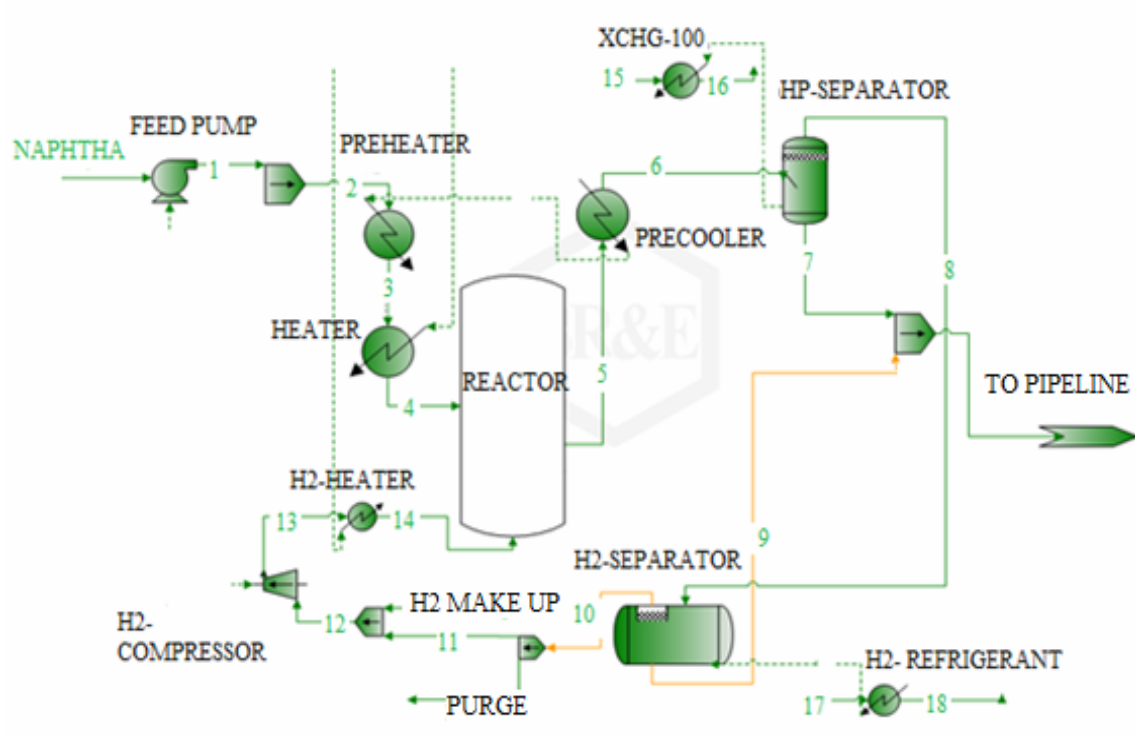 XCHG-100
15
16
HP-SEPARATOR
FEED PUMP
NAPHTHA
1
PREHEATER
2
6
PRECOOLER
3
7
8
HEATER
R&E
REACTOR
5
4
TO PIPELINE
H2-HEATER
13
14
9
H2-SEPARATOR
H2 MAKE UP
10
12
11
H2-
COMPRESSOR
H2- REFRIGERANT
PURGE
17
18